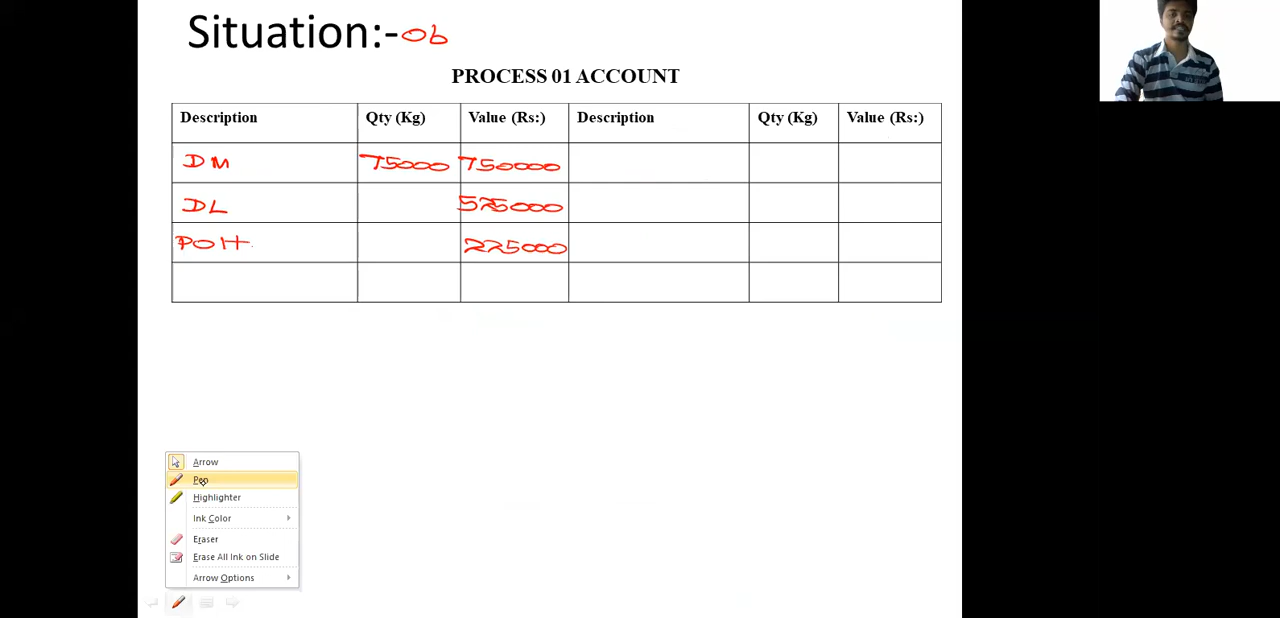 Situation:-06
PROCESS 01 ACCOUNT
Description Qty (Kg) Value (Rs:) Description Qty (Kg) Value (Rs:)
DM 75000 750000
DL 525000
POH 225000
Arrow
Pen
Highlighter
Ink Color
Eraser
Erase All Ink on Slide
Arrow Options